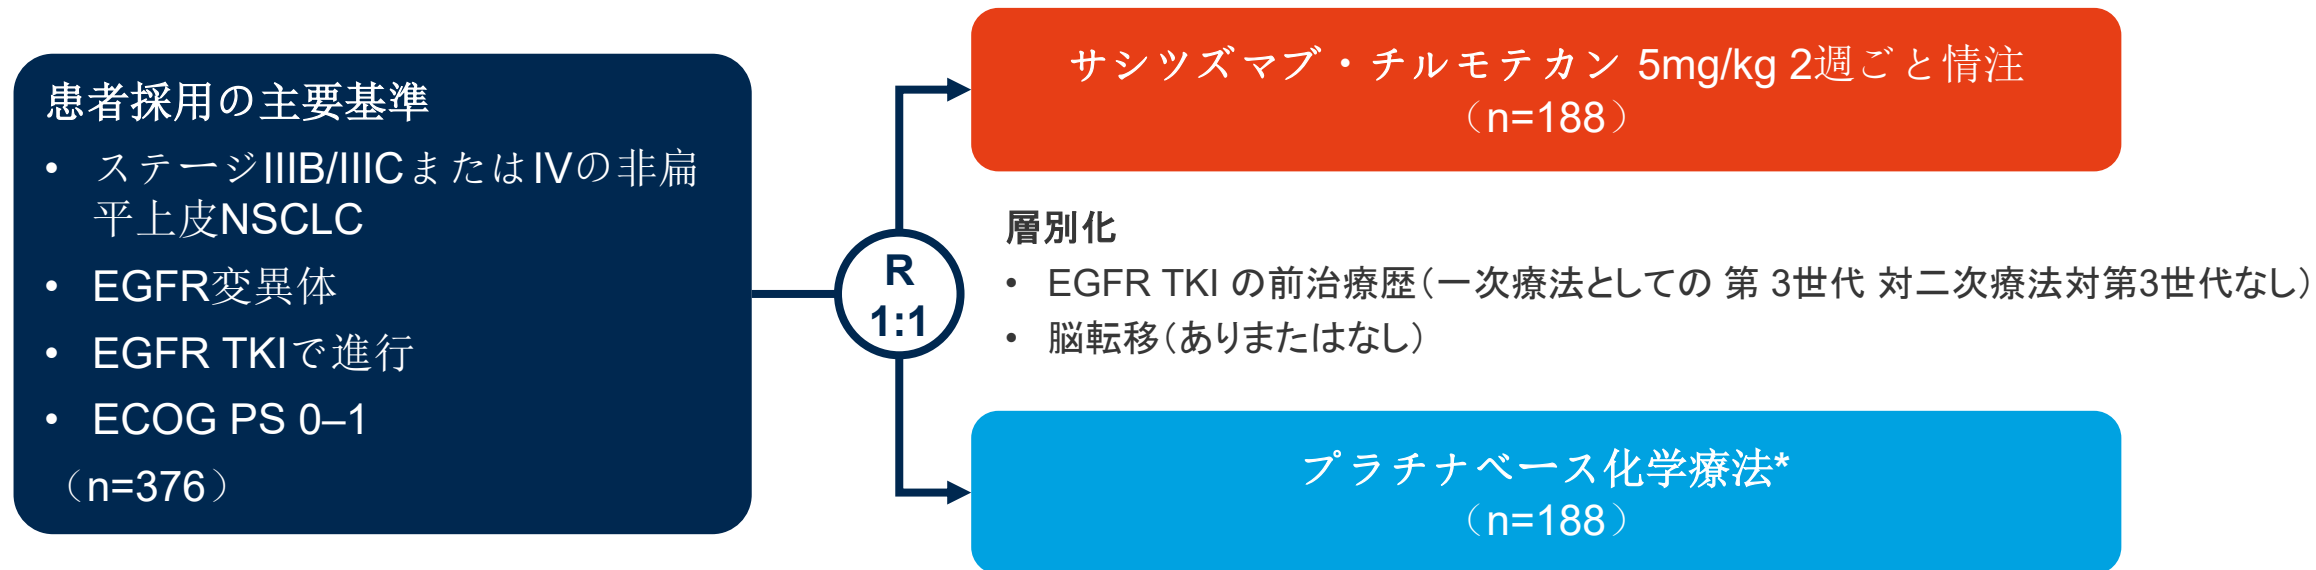 患者採用の主要基準
• ステージIIIB/IIICまたはIVの非扁
平上皮NSCLC
• EGFR変異体
• EGFR TKIで進行
• ECOG PS 0–1
（n=376）
R
1:1
サシツズマブ・チルモテカン 5mg/kg 2週ごと情注
（n=188）
層別化
• EGFR TKI の前治療歴（一次療法としての 第 3世代 対二次療法対第3世代なし）
• 脳転移（ありまたはなし）
プラチナベース化学療法*
（n=188）